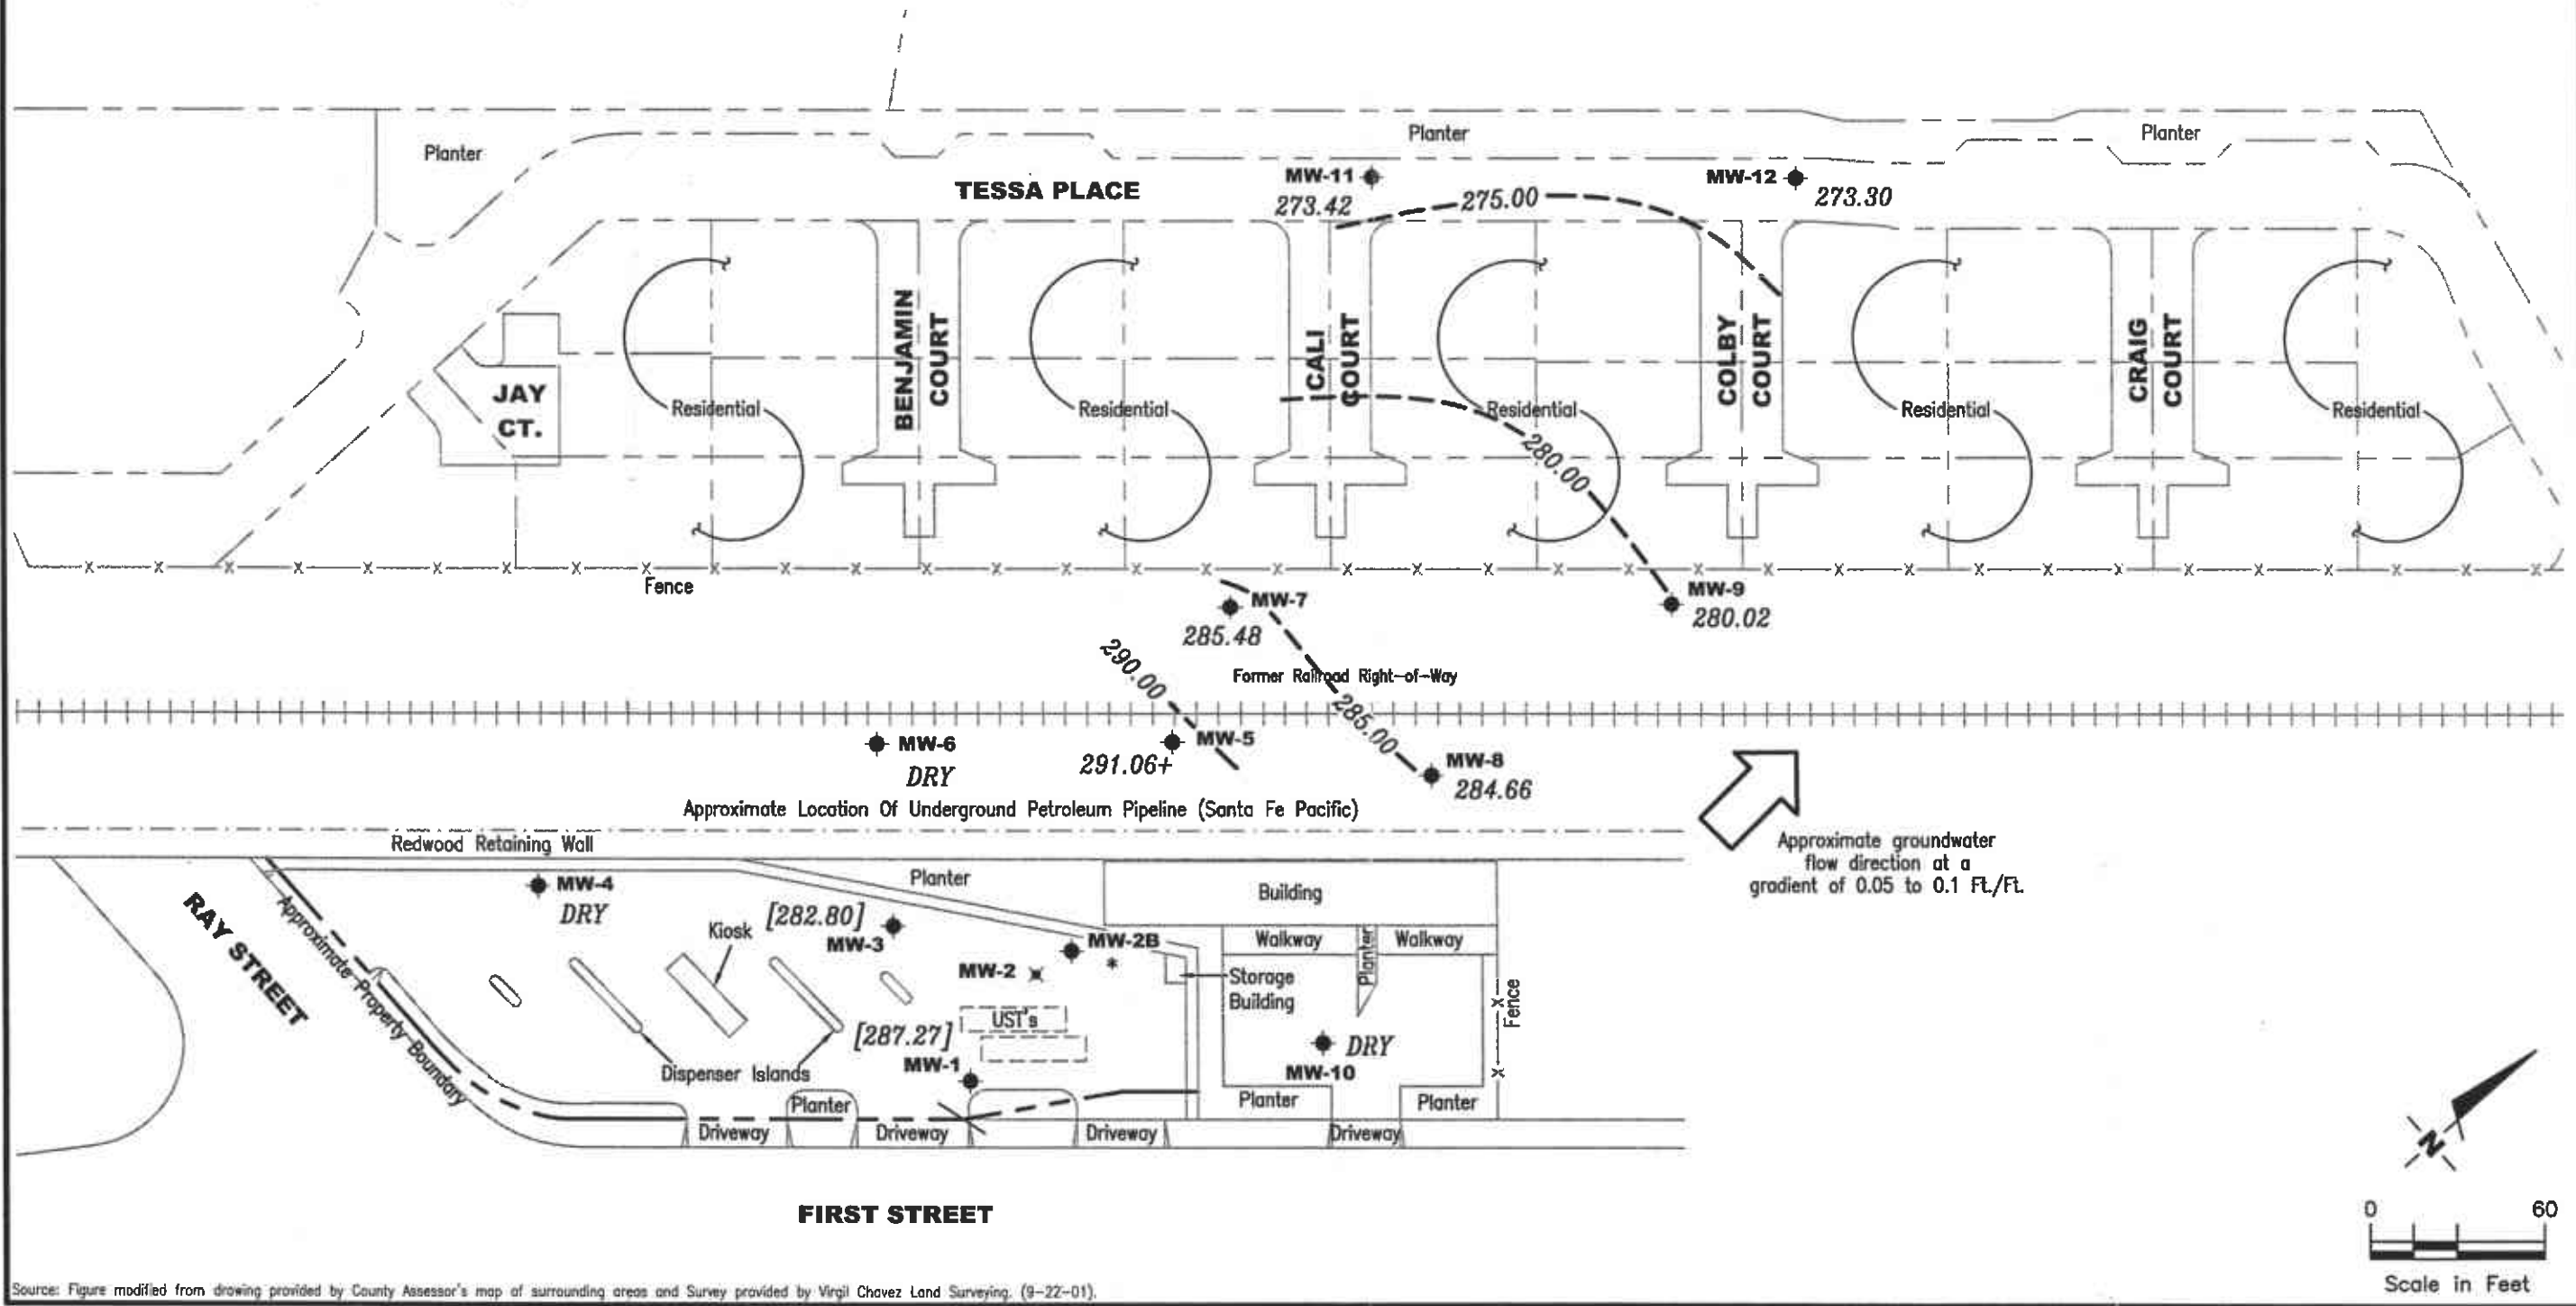 Planter
Planter
Planter
TESSA PLACE
MW-11
273.42
275.00
MW-12
273.30
JAY
CT.
BENJAMIN
COURT
CALI
COURT
COLBY
COURT
CRAIG
COURT
Residential
Residential
Residential
Residential
Residential
280.00
Fence
MW-7
285.48
MW-9
280.02
290.00
Former Railroad Right-of-Way
285.00
MW-6
DRY
MW-5
291.06+
MW-8
284.66
Approximate Location Of Underground Petroleum Pipeline (Santa Fe Pacific)
Redwood Retaining Wall
Approximate groundwater
flow direction at a
gradient of 0.05 to 0.1 Ft./Ft.
RAY STREET
Approximate Property Boundary
MW-4
DRY
Kiosk
[282.80]
MW-3
Planter
MW-2B
*
MW-2
UST's
[287.27]
MW-1
Dispenser Islands
Building
Walkway
Planter
Walkway
Storage
Building
Fence
DRY
MW-10
Planter
Planter
Planter
Driveway
Driveway
Driveway
Driveway
FIRST STREET
N
0 60
Scale in Feet
Source: Figure modified from drawing provided by County Assessor's map of surrounding areas and Survey provided by Virgil Chavez Land Surveying. (9-22-01).